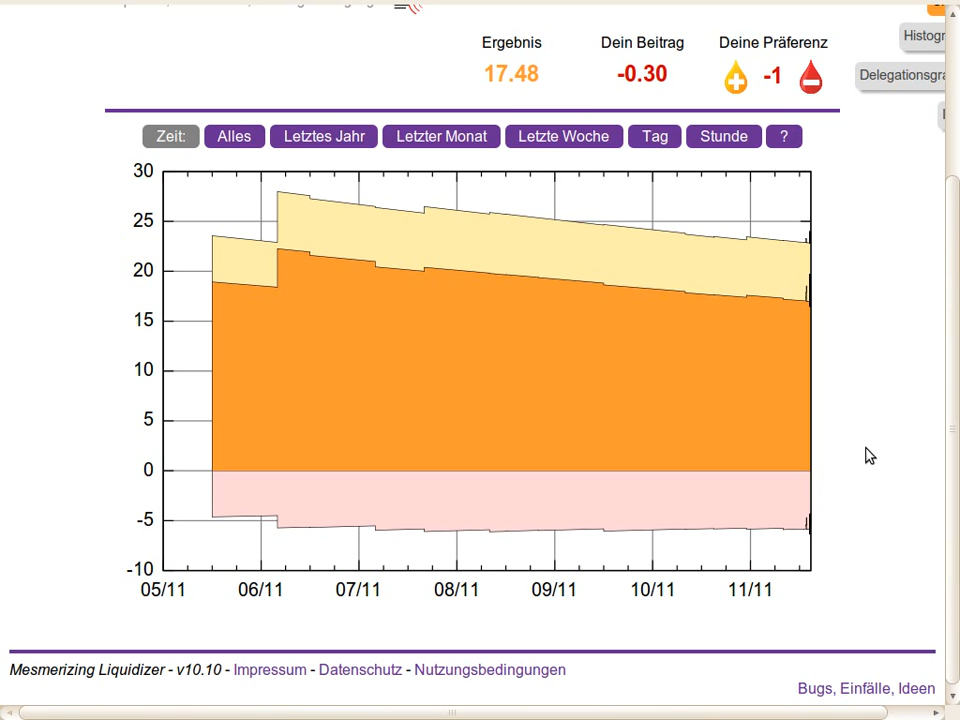 Ergebnis Dein Beitrag Deine Präferenz
17.48 -0.30 -1
Histogr
Delegationsgra
Zeit: Alles Letztes Jahr Letzter Monat Letzte Woche Tag Stunde ?
30
25
20
15
10
5
0
-5
-10
05/11 06/11 07/11 08/11 09/11 10/11 11/11
Mesmerizing Liquidizer - v10.10 - Impressum - Datenschutz - Nutzungsbedingungen
Bugs, Einfälle, Ideen